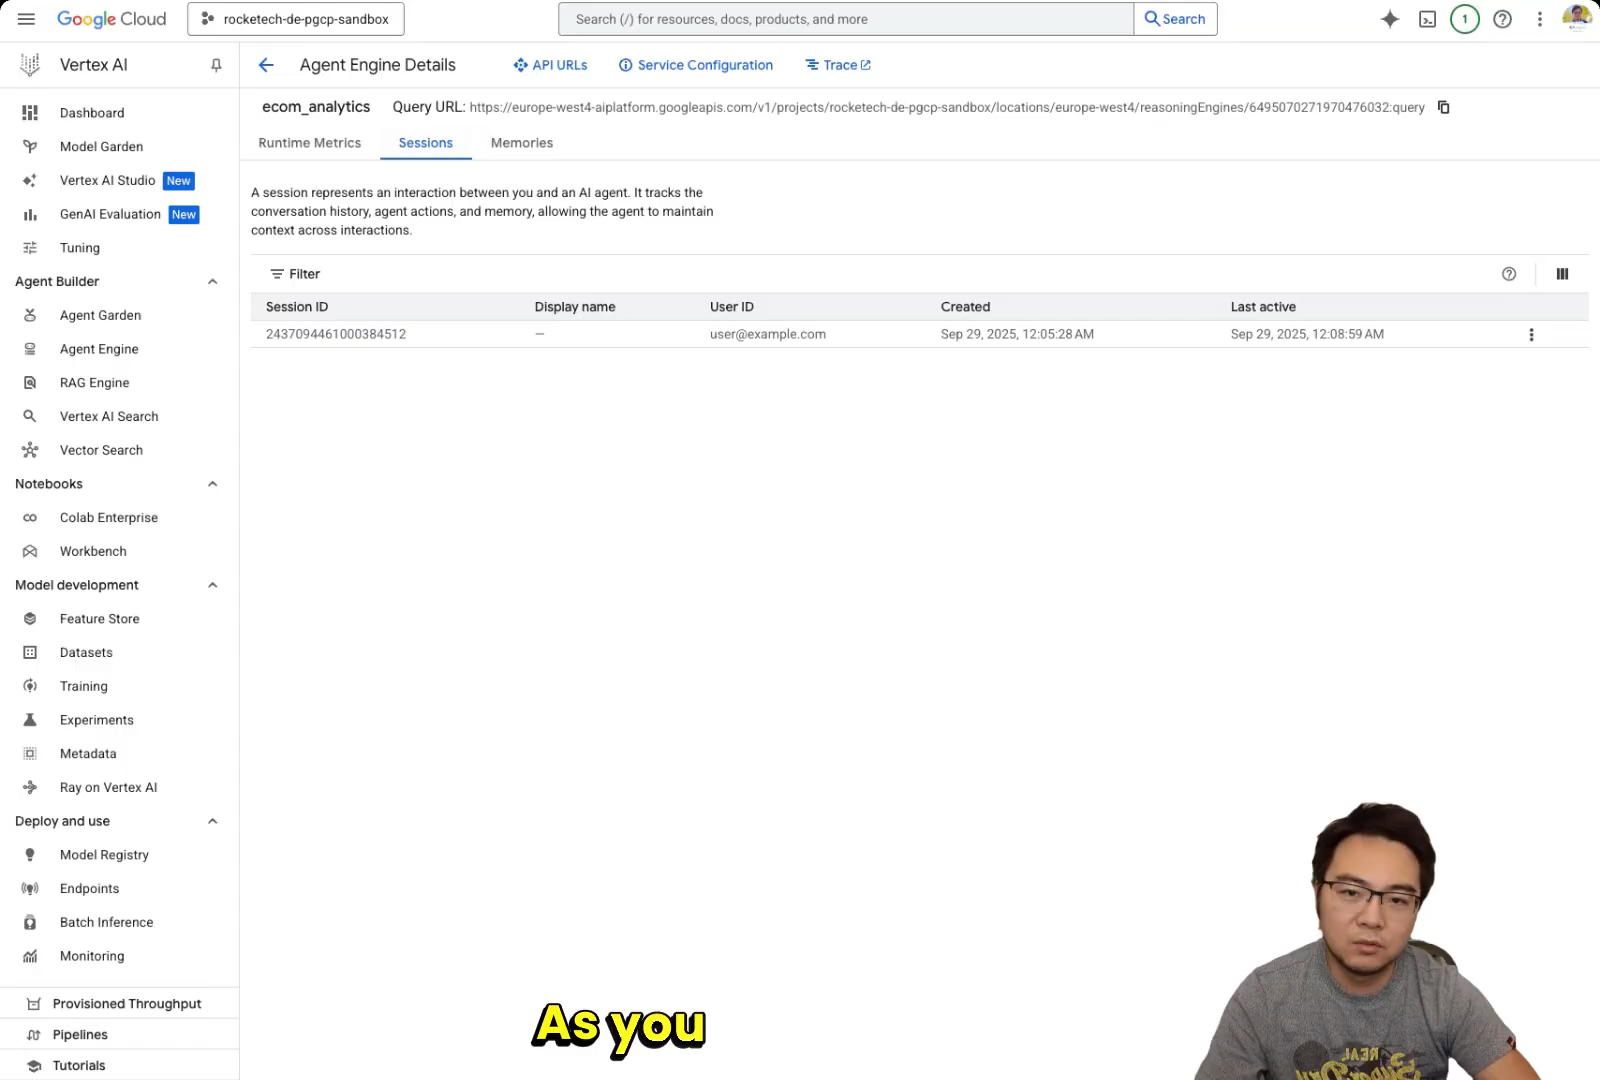 Google Cloud
rocketech-de-pgcp-sandbox
Search (/) for resources, docs, products, and more
Search
1
Vertex AI
Agent Engine Details
API URLs
Service Configuration
Trace
ecom_analytics
Query URL: https://europe-west4-aiplatform.googleapis.com/v1/projects/rocketech-de-pgcp-sandbox/locations/europe-west4/reasoningEngines/6495070271970476032:query
Runtime Metrics
Sessions
Memories
A session represents an interaction between you and an AI agent. It tracks the
conversation history, agent actions, and memory, allowing the agent to maintain
context across interactions.
Filter
Session ID Display name User ID Created Last active
2437094461000384512 — user@example.com Sep 29, 2025, 12:05:28 AM Sep 29, 2025, 12:08:59 AM
Dashboard
Model Garden
Vertex AI Studio New
GenAI Evaluation New
Tuning
Agent Builder
Agent Garden
Agent Engine
RAG Engine
Vertex AI Search
Vector Search
Notebooks
Colab Enterprise
Workbench
Model development
Feature Store
Datasets
Training
Experiments
Metadata
Ray on Vertex AI
Deploy and use
Model Registry
Endpoints
Batch Inference
Monitoring
Provisioned Throughput
Pipelines
Tutorials
As you
REAL